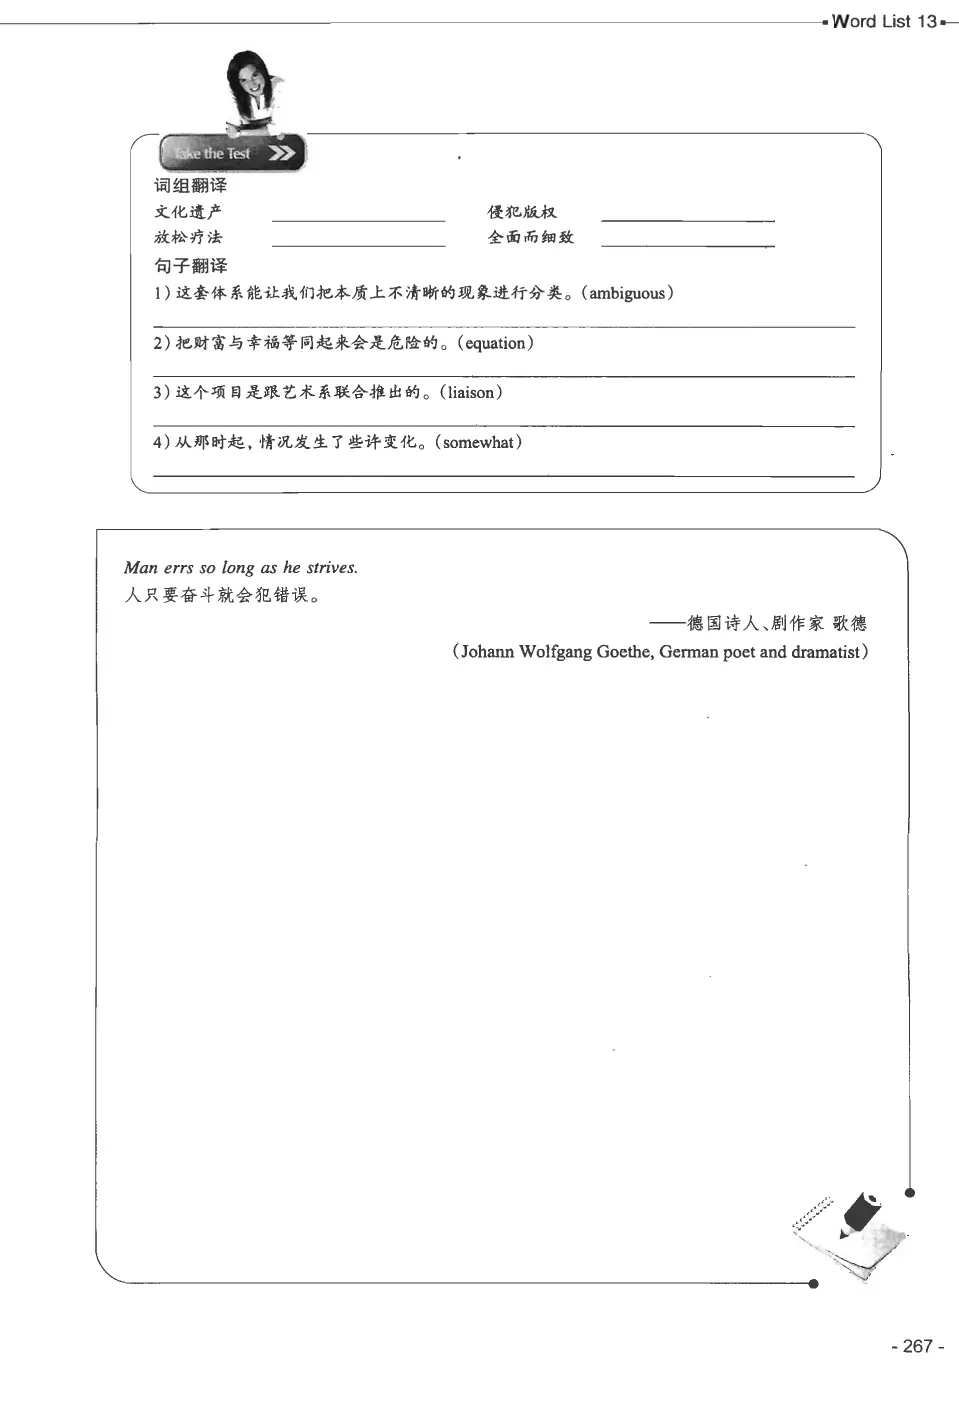 Word List 13
Take the Test
词组翻译
文化遗产 侵犯版权
放松疗法 全面而细致
句子翻译
1) 这套体系能让我们把本质上不清晰的现象进行分类。(ambiguous)
2) 把财富与幸福等同起来会是危险的。(equation)
3) 这个项目是跟艺术系联合推出的。(liaison)
4) 从那时起，情况发生了些许变化。(somewhat)
Man errs so long as he strives.
人只要奋斗就会犯错误。
——德国诗人、剧作家 歌德
(Johann Wolfgang Goethe, German poet and dramatist)
- 267 -